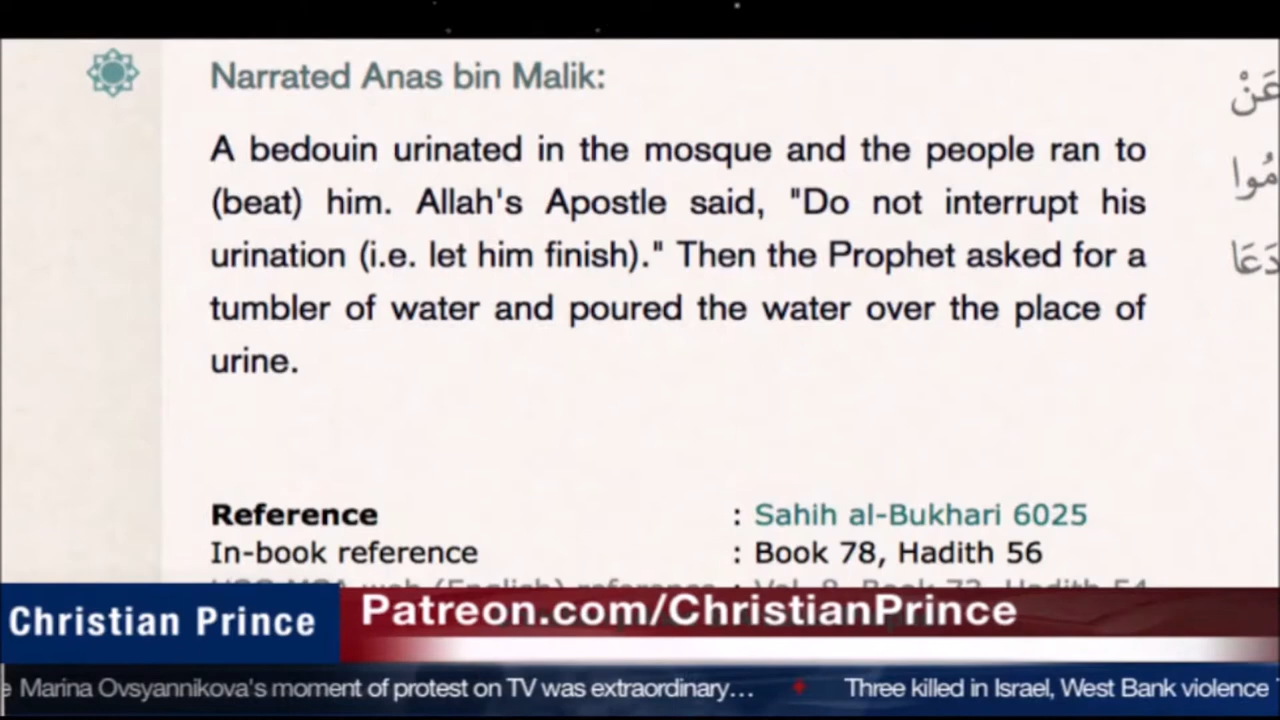 Narrated Anas bin Malik:
A bedouin urinated in the mosque and the people ran to
(beat) him. Allah's Apostle said, "Do not interrupt his
urination (i.e. let him finish)." Then the Prophet asked for a
tumbler of water and poured the water over the place of
urine.
عَنْ
مُوا
دَعَا
Reference : Sahih al-Bukhari 6025
In-book reference : Book 78, Hadith 56
Christian Prince
Patreon.com/ChristianPrince
Marina Ovsyannikova's moment of protest on TV was extraordinary... Three killed in Israel, West Bank violence